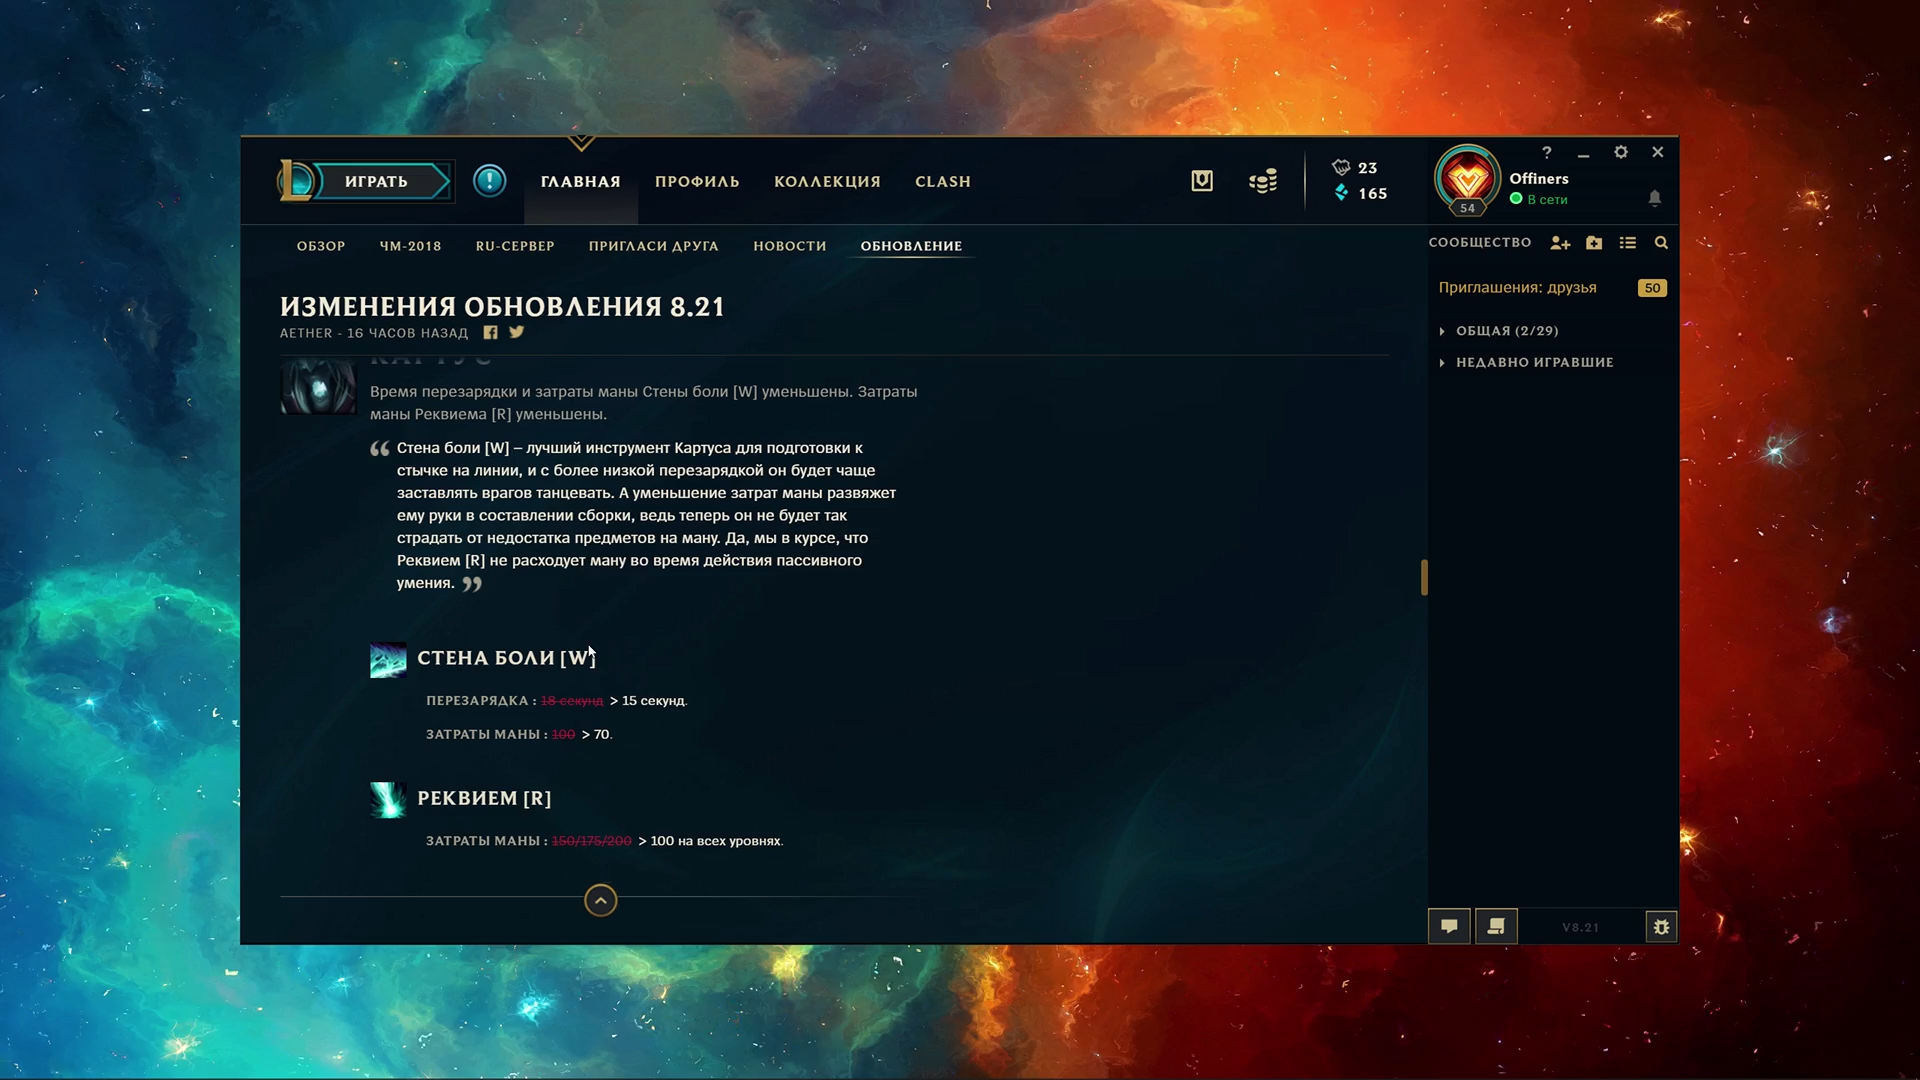 ИГРАТЬ
ГЛАВНАЯ
ПРОФИЛЬ
КОЛЛЕКЦИЯ
CLASH
23
165
54
Offiners
В сети
ОБЗОР
ЧМ-2018
RU-СЕРВЕР
ПРИГЛАСИ ДРУГА
НОВОСТИ
ОБНОВЛЕНИЕ
СООБЩЕСТВО
Приглашения: друзья 50
ОБЩАЯ (2/29)
НЕДАВНО ИГРАВШИЕ
ИЗМЕНЕНИЯ ОБНОВЛЕНИЯ 8.21
AETHER - 16 ЧАСОВ НАЗАД
КАРТУС
Время перезарядки и затраты маны Стены боли [W] уменьшены. Затраты
маны Реквиема [R] уменьшены.
Стена боли [W] – лучший инструмент Картуса для подготовки к
стычке на линии, и с более низкой перезарядкой он будет чаще
заставлять врагов танцевать. А уменьшение затрат маны развяжет
ему руки в составлении сборки, ведь теперь он не будет так
страдать от недостатка предметов на ману. Да, мы в курсе, что
Реквием [R] не расходует ману во время действия пассивного
умения.
СТЕНА БОЛИ [W]
ПЕРЕЗАРЯДКА : 18 секунд > 15 секунд.
ЗАТРАТЫ МАНЫ : 100 > 70.
РЕКВИЕМ [R]
ЗАТРАТЫ МАНЫ : 150/175/200 > 100 на всех уровнях.
V8.21